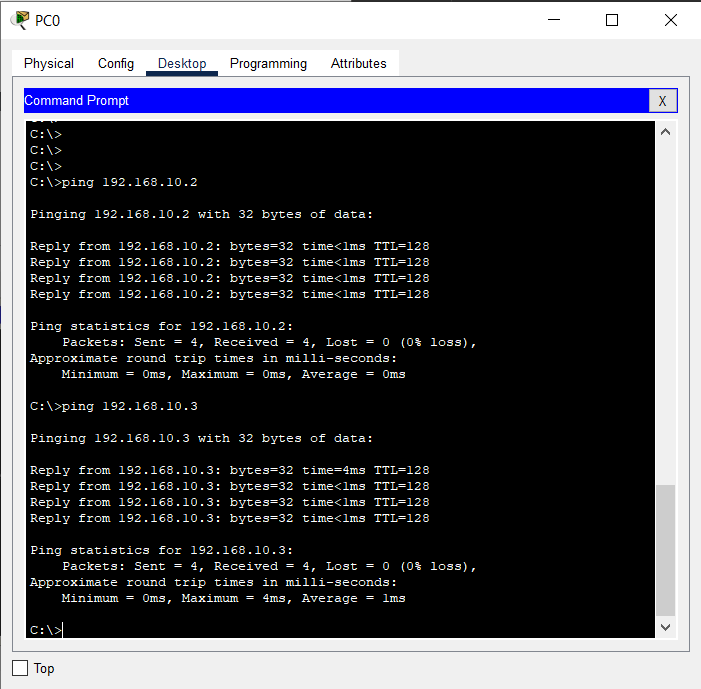 PC0
Physical Config Desktop Programming Attributes
Command Prompt X
C:\>
C:\>
C:\>
C:\>ping 192.168.10.2
Pinging 192.168.10.2 with 32 bytes of data:
Reply from 192.168.10.2: bytes=32 time<1ms TTL=128
Reply from 192.168.10.2: bytes=32 time<1ms TTL=128
Reply from 192.168.10.2: bytes=32 time<1ms TTL=128
Reply from 192.168.10.2: bytes=32 time<1ms TTL=128
Ping statistics for 192.168.10.2:
    Packets: Sent = 4, Received = 4, Lost = 0 (0% loss),
Approximate round trip times in milli-seconds:
    Minimum = 0ms, Maximum = 0ms, Average = 0ms
C:\>ping 192.168.10.3
Pinging 192.168.10.3 with 32 bytes of data:
Reply from 192.168.10.3: bytes=32 time=4ms TTL=128
Reply from 192.168.10.3: bytes=32 time<1ms TTL=128
Reply from 192.168.10.3: bytes=32 time<1ms TTL=128
Reply from 192.168.10.3: bytes=32 time<1ms TTL=128
Ping statistics for 192.168.10.3:
    Packets: Sent = 4, Received = 4, Lost = 0 (0% loss),
Approximate round trip times in milli-seconds:
    Minimum = 0ms, Maximum = 4ms, Average = 1ms
C:\>
Top